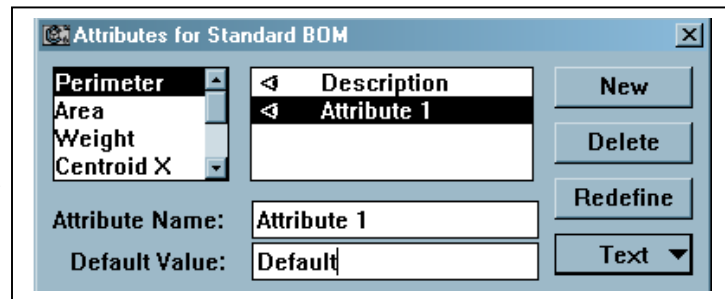 Attributes for Standard BOM
Perimeter
Area
Weight
Centroid X
Description
Attribute 1
New
Delete
Redefine
Text
Attribute Name: Attribute 1
Default Value: Default